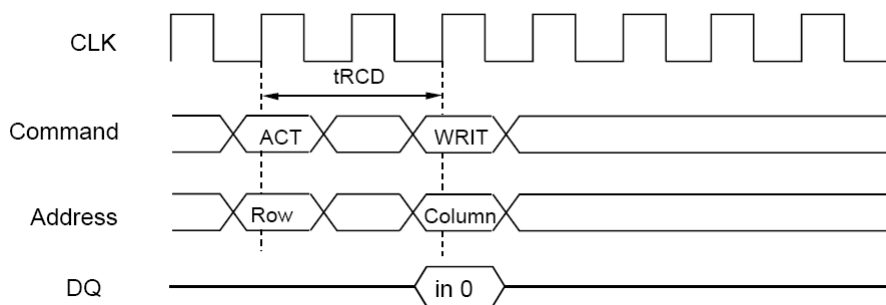 CLK
tRCD
Command
ACT
WRIT
Address
Row
Column
DQ
in 0